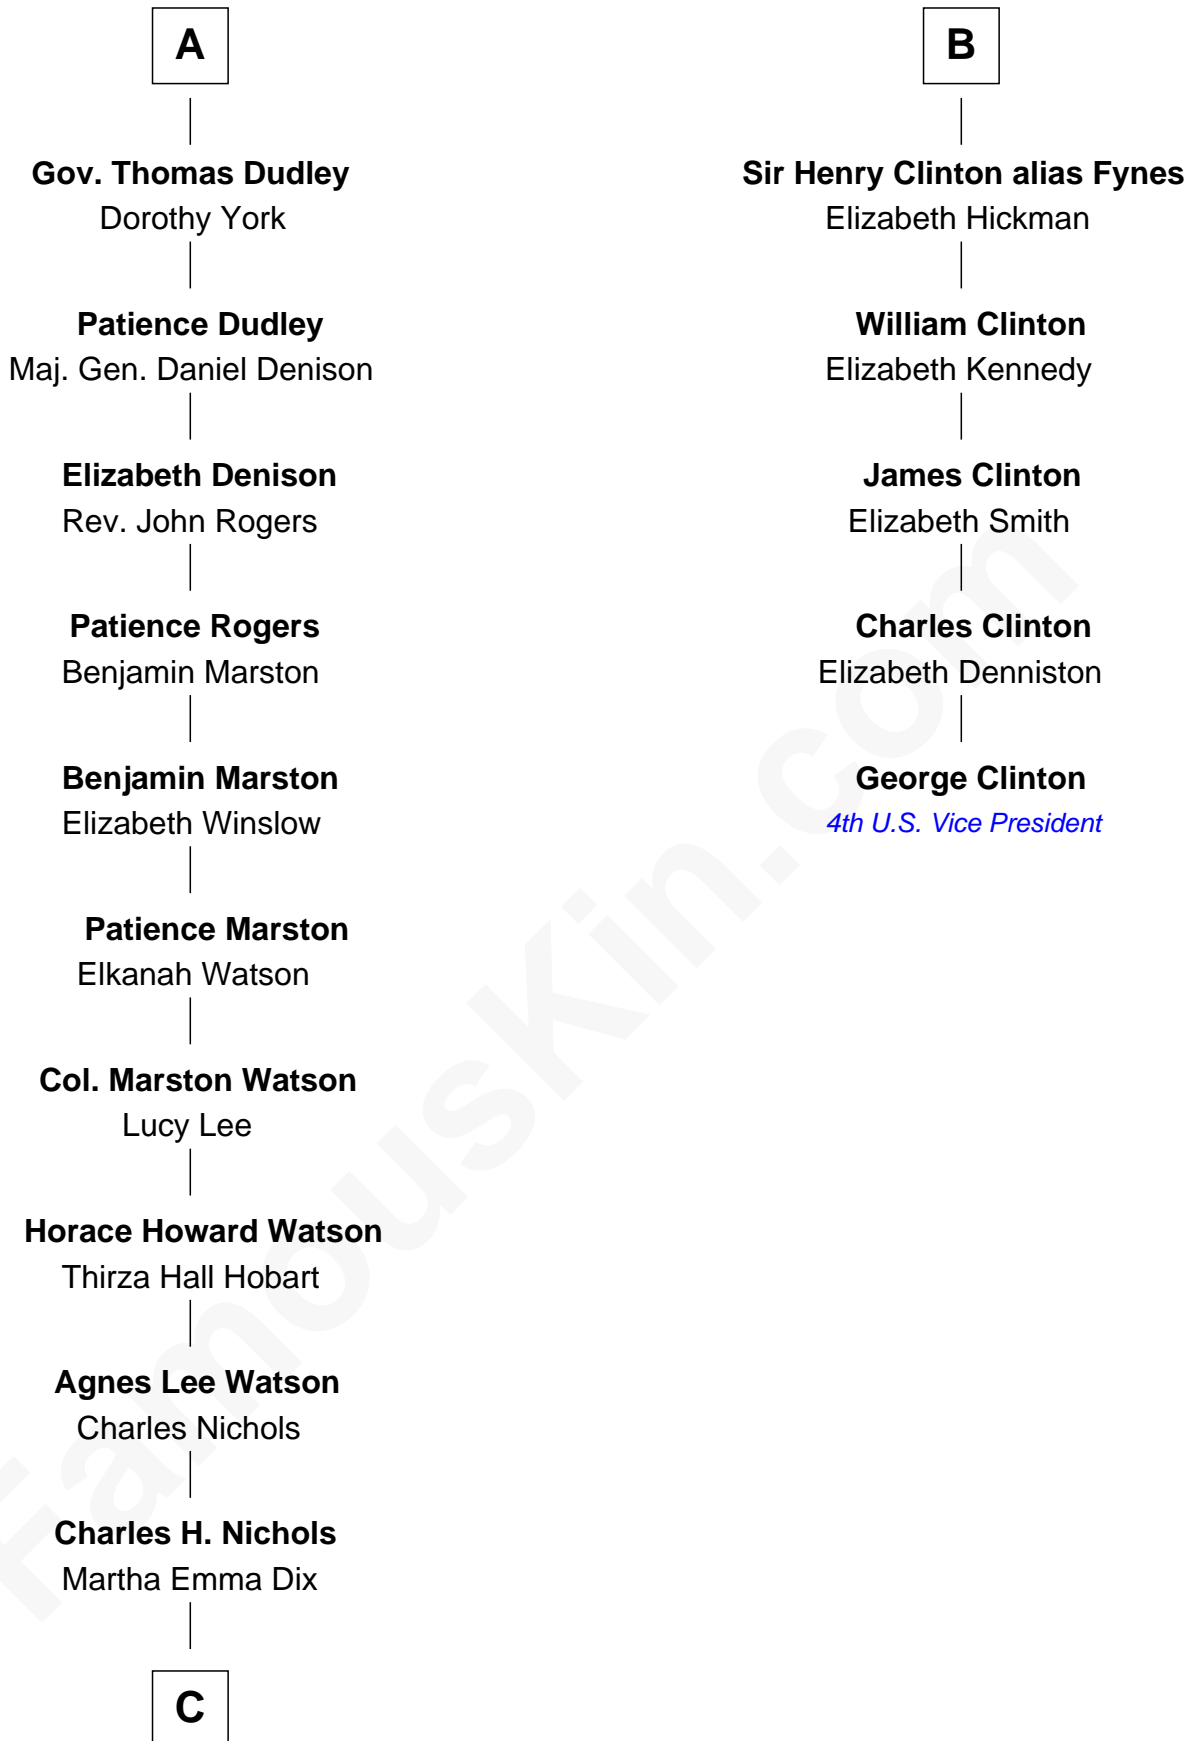 A
Gov. Thomas Dudley
Dorothy York
Patience Dudley
Maj. Gen. Daniel Denison
Elizabeth Denison
Rev. John Rogers
Patience Rogers
Benjamin Marston
Benjamin Marston
Elizabeth Winslow
Patience Marston
Elkanah Watson
Col. Marston Watson
Lucy Lee
Horace Howard Watson
Thirza Hall Hobart
Agnes Lee Watson
Charles Nichols
Charles H. Nichols
Martha Emma Dix
C
B
Sir Henry Clinton alias Fynes
Elizabeth Hickman
William Clinton
Elizabeth Kennedy
James Clinton
Elizabeth Smith
Charles Clinton
Elizabeth Denniston
George Clinton
4th U.S. Vice President
FamousKin.com